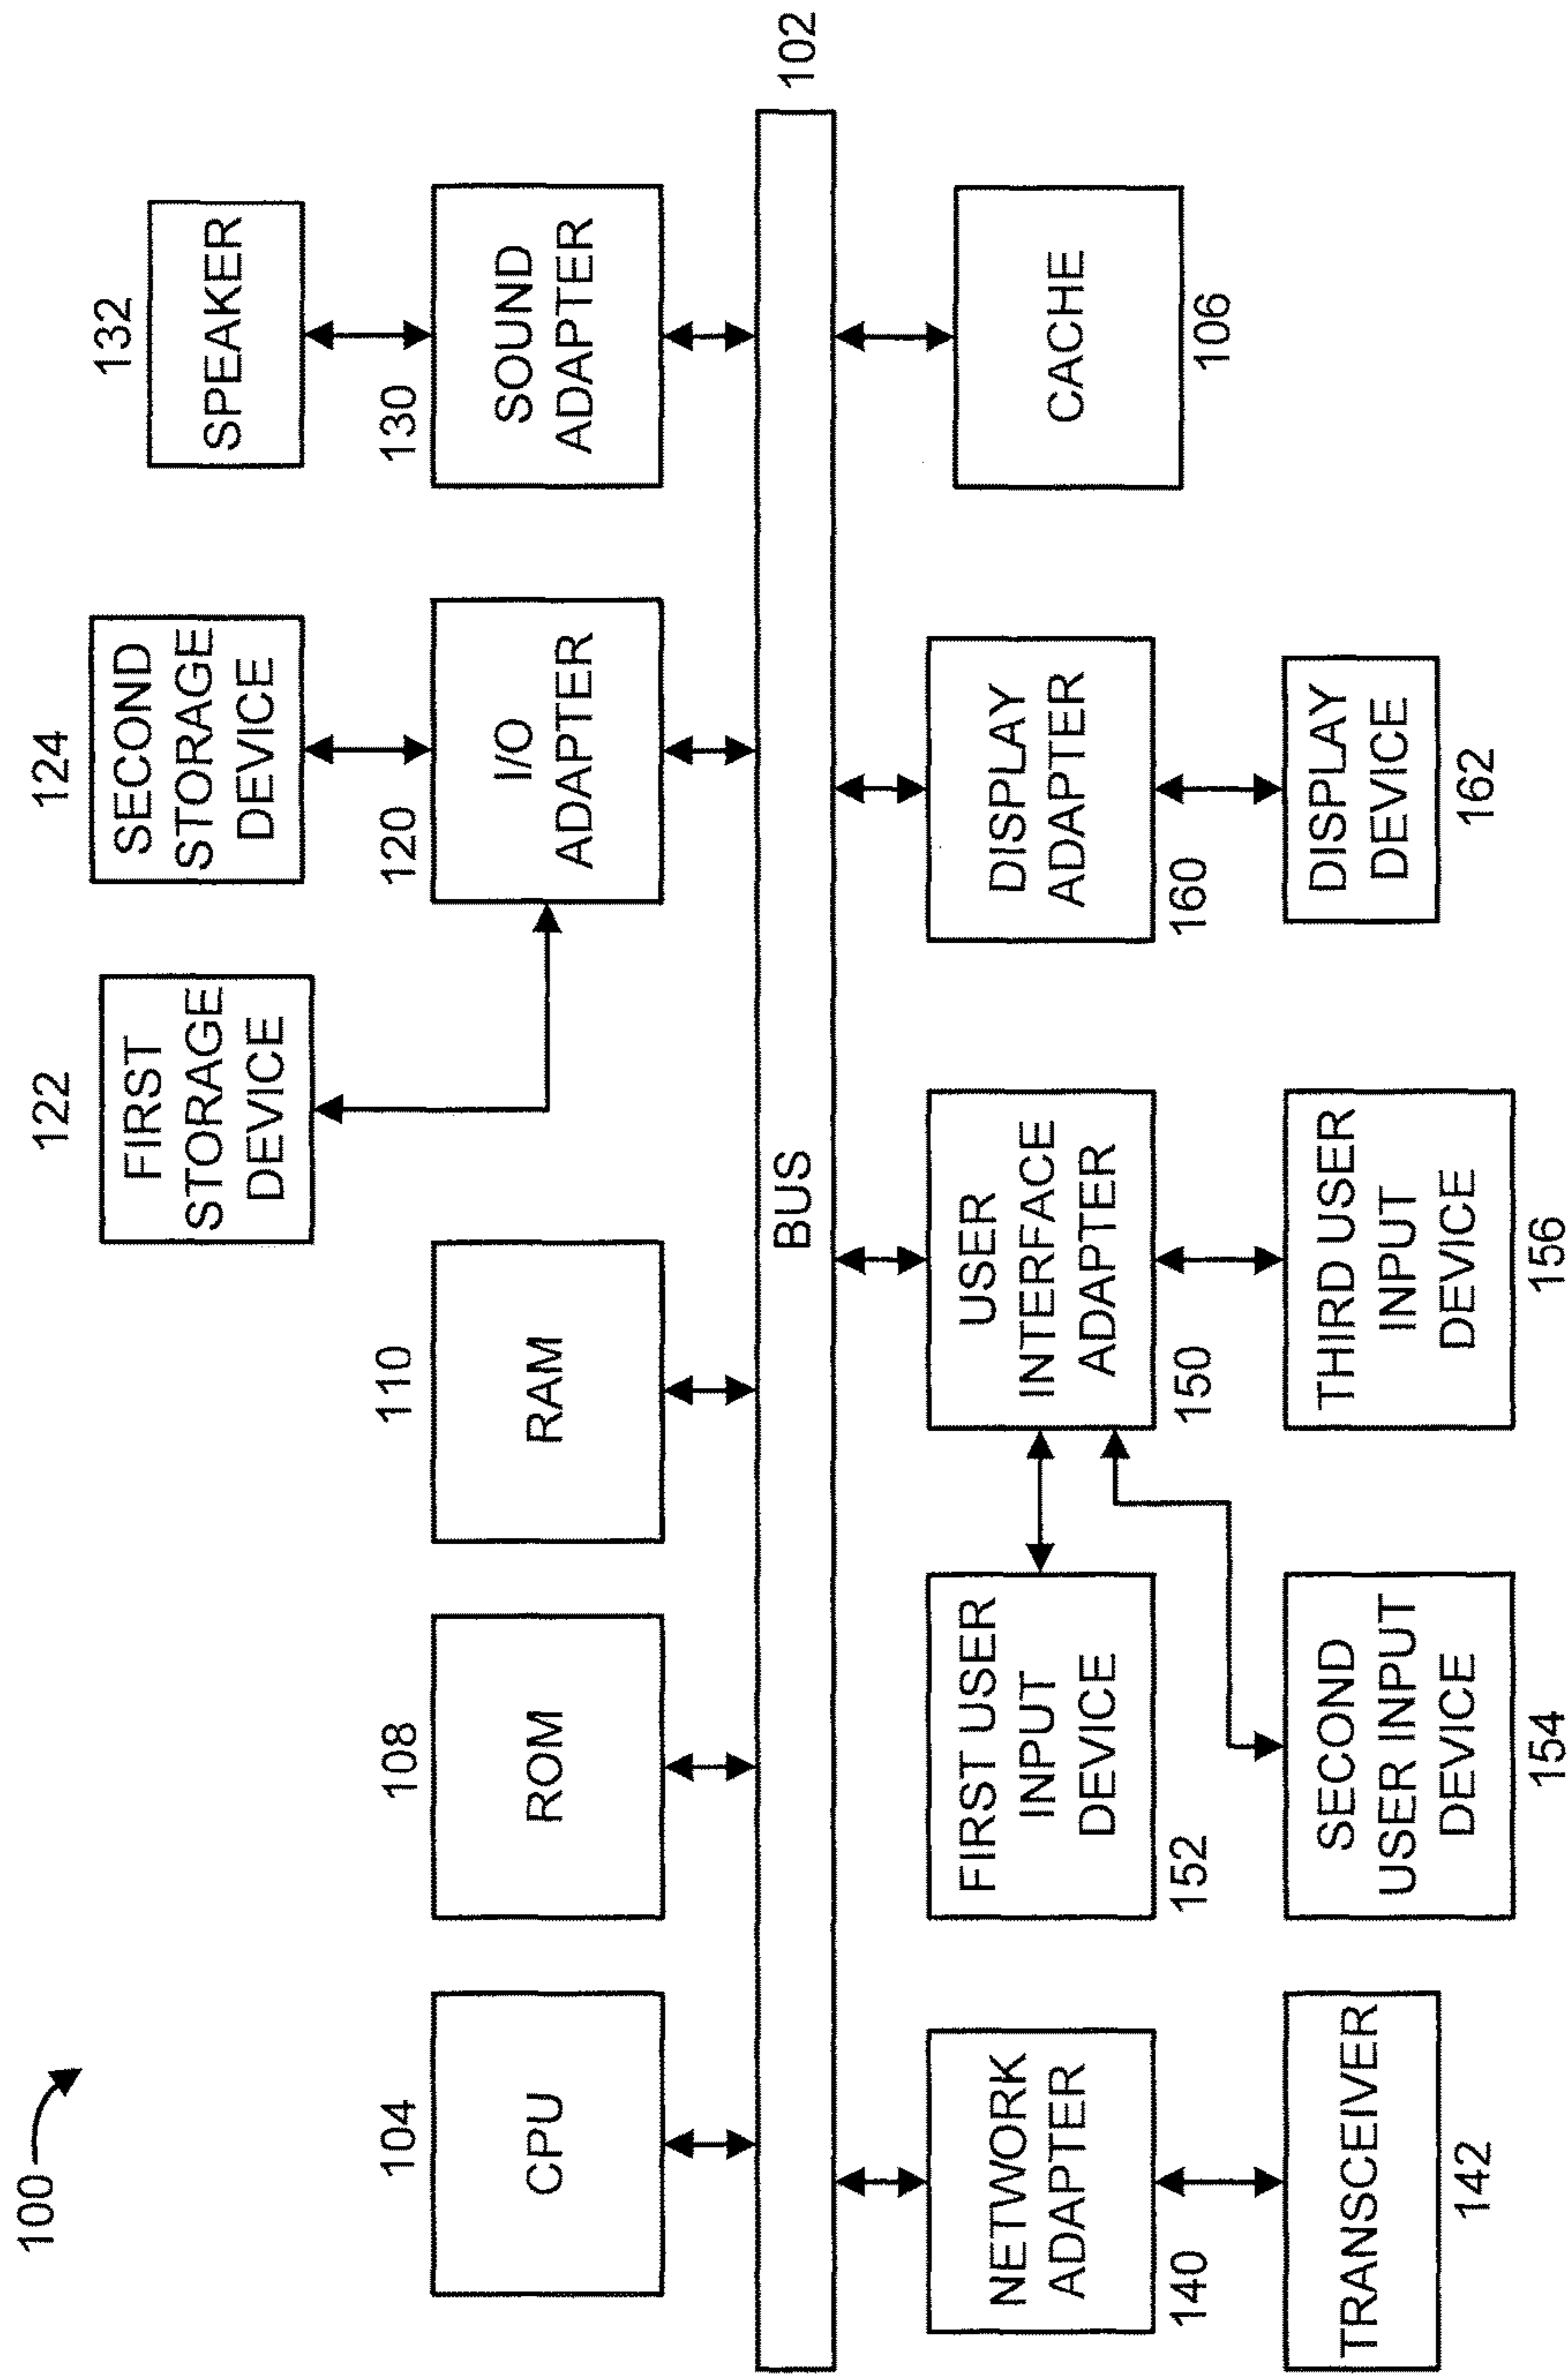 100
104
CPU
108
ROM
110
RAM
122
FIRST
STORAGE
DEVICE
124
SECOND
STORAGE
DEVICE
120
I/O
ADAPTER
132
SPEAKER
130
SOUND
ADAPTER
BUS
102
NETWORK
ADAPTER
140
TRANSCEIVER
142
FIRST USER
INPUT
DEVICE
152
SECOND
USER INPUT
DEVICE
154
USER
INTERFACE
ADAPTER
150
THIRD USER
INPUT
DEVICE
156
DISPLAY
ADAPTER
160
DISPLAY
DEVICE
162
CACHE
106